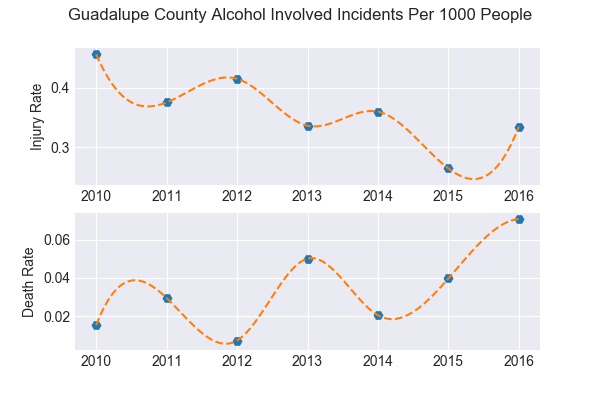 Guadalupe County Alcohol Involved Incidents Per 1000 People
0.4
0.3
Injury Rate
2010 2011 2012 2013 2014 2015 2016
0.06
0.04
0.02
Death Rate
2010 2011 2012 2013 2014 2015 2016